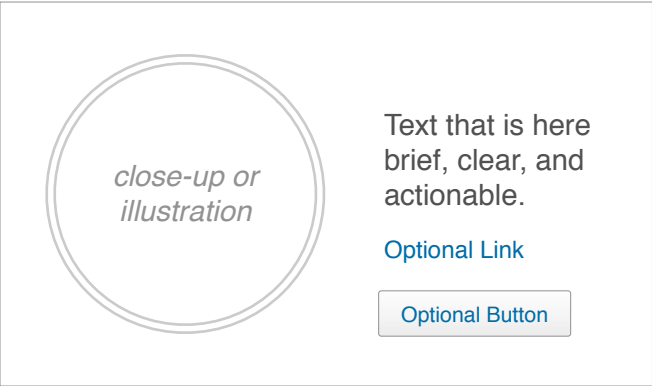 close-up or
illustration
Text that is here
brief, clear, and
actionable.
Optional Link
Optional Button